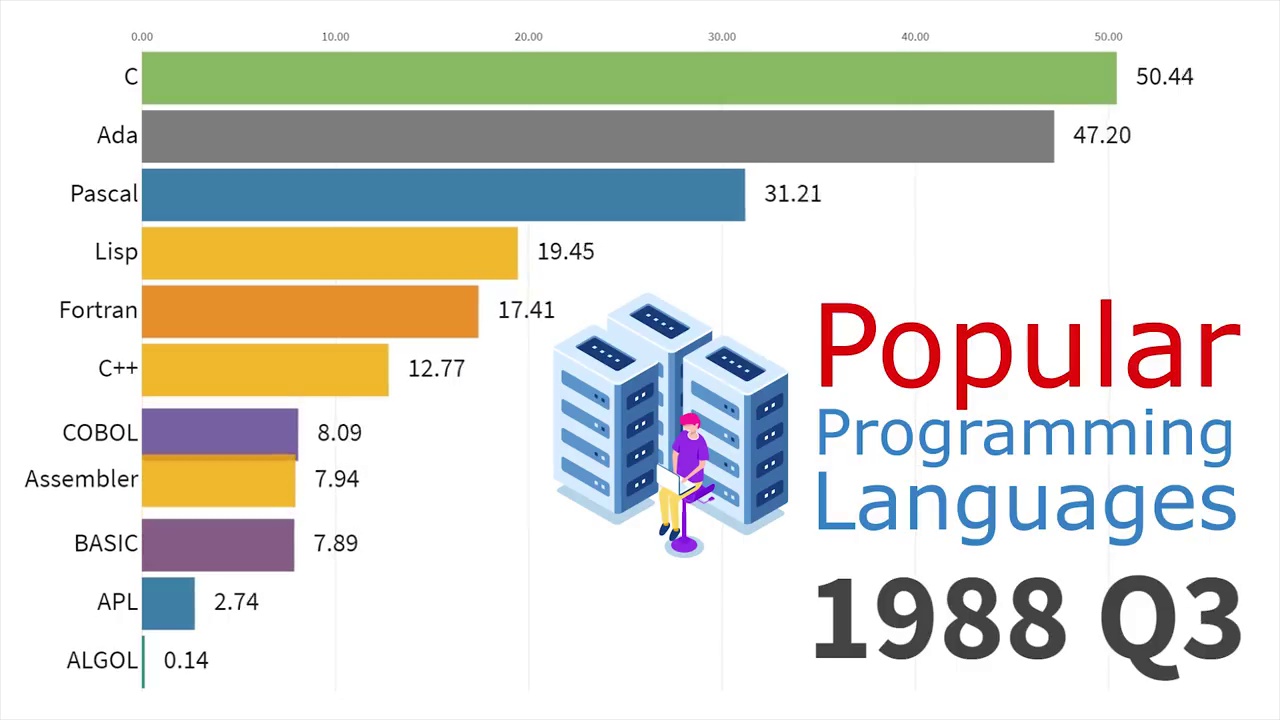 0.00 10.00 20.00 30.00 40.00 50.00
C 50.44
Ada 47.20
Pascal 31.21
Lisp 19.45
Fortran 17.41
C++ 12.77
COBOL 8.09
Assembler 7.94
BASIC 7.89
APL 2.74
ALGOL 0.14
Popular
Programming
Languages
1988 Q3